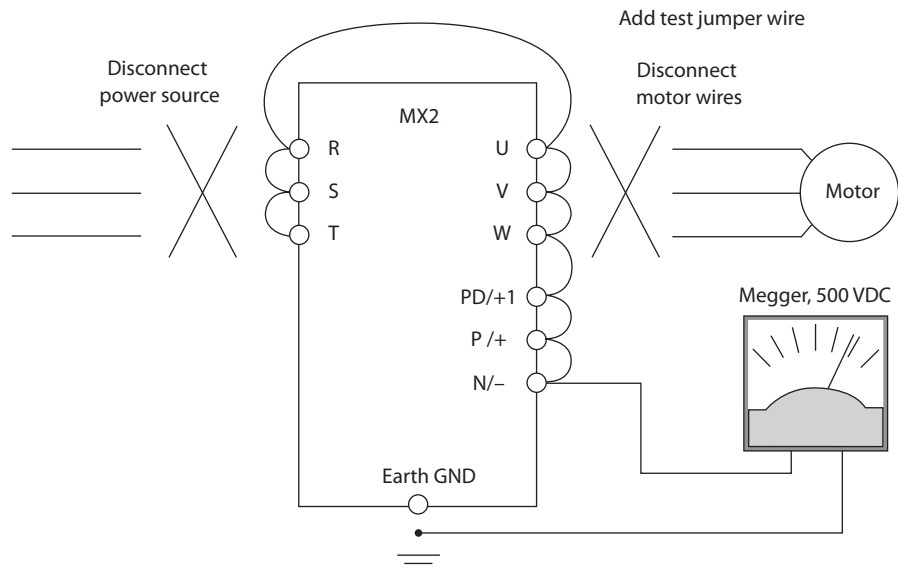 Add test jumper wire
Disconnect
power source
Disconnect
motor wires
MX2
R
U
S
V
Motor
T
W
PD/+1
Megger, 500 VDC
P /+
N/–
Earth GND